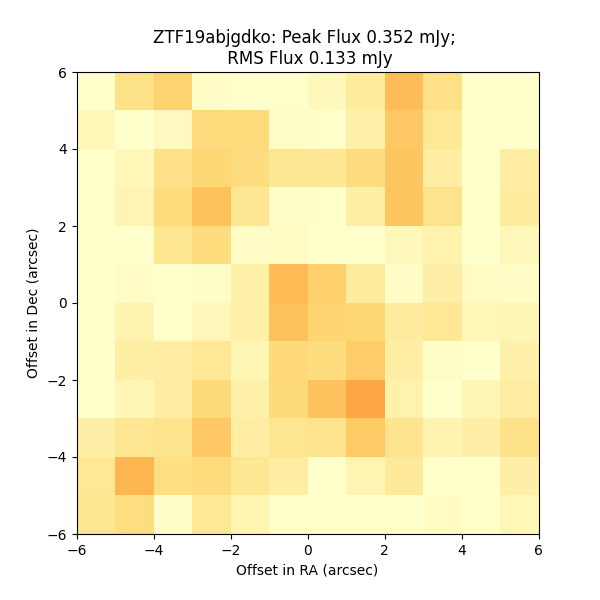 ZTF19abjgdko: Peak Flux 0.352 mJy;
RMS Flux 0.133 mJy
6
4
2
0
−2
−4
−6
Offset in Dec (arcsec)
−6 −4 −2 0 2 4 6
Offset in RA (arcsec)